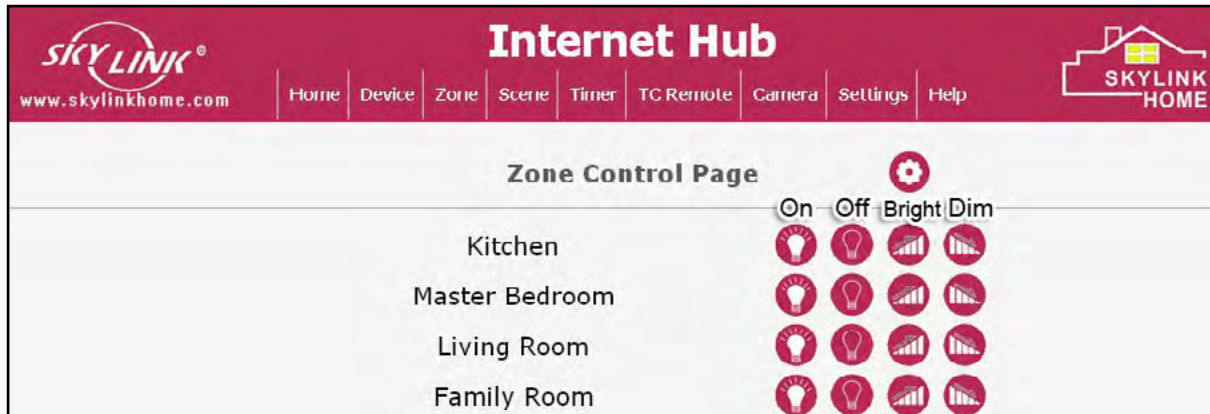 SKYLINK®
www.skylinkhome.com
Internet Hub
Home Device Zone Scene Timer TC Remote Camera Settings Help
SKYLINK
HOME
Zone Control Page
On Off Bright Dim
Kitchen
Master Bedroom
Living Room
Family Room